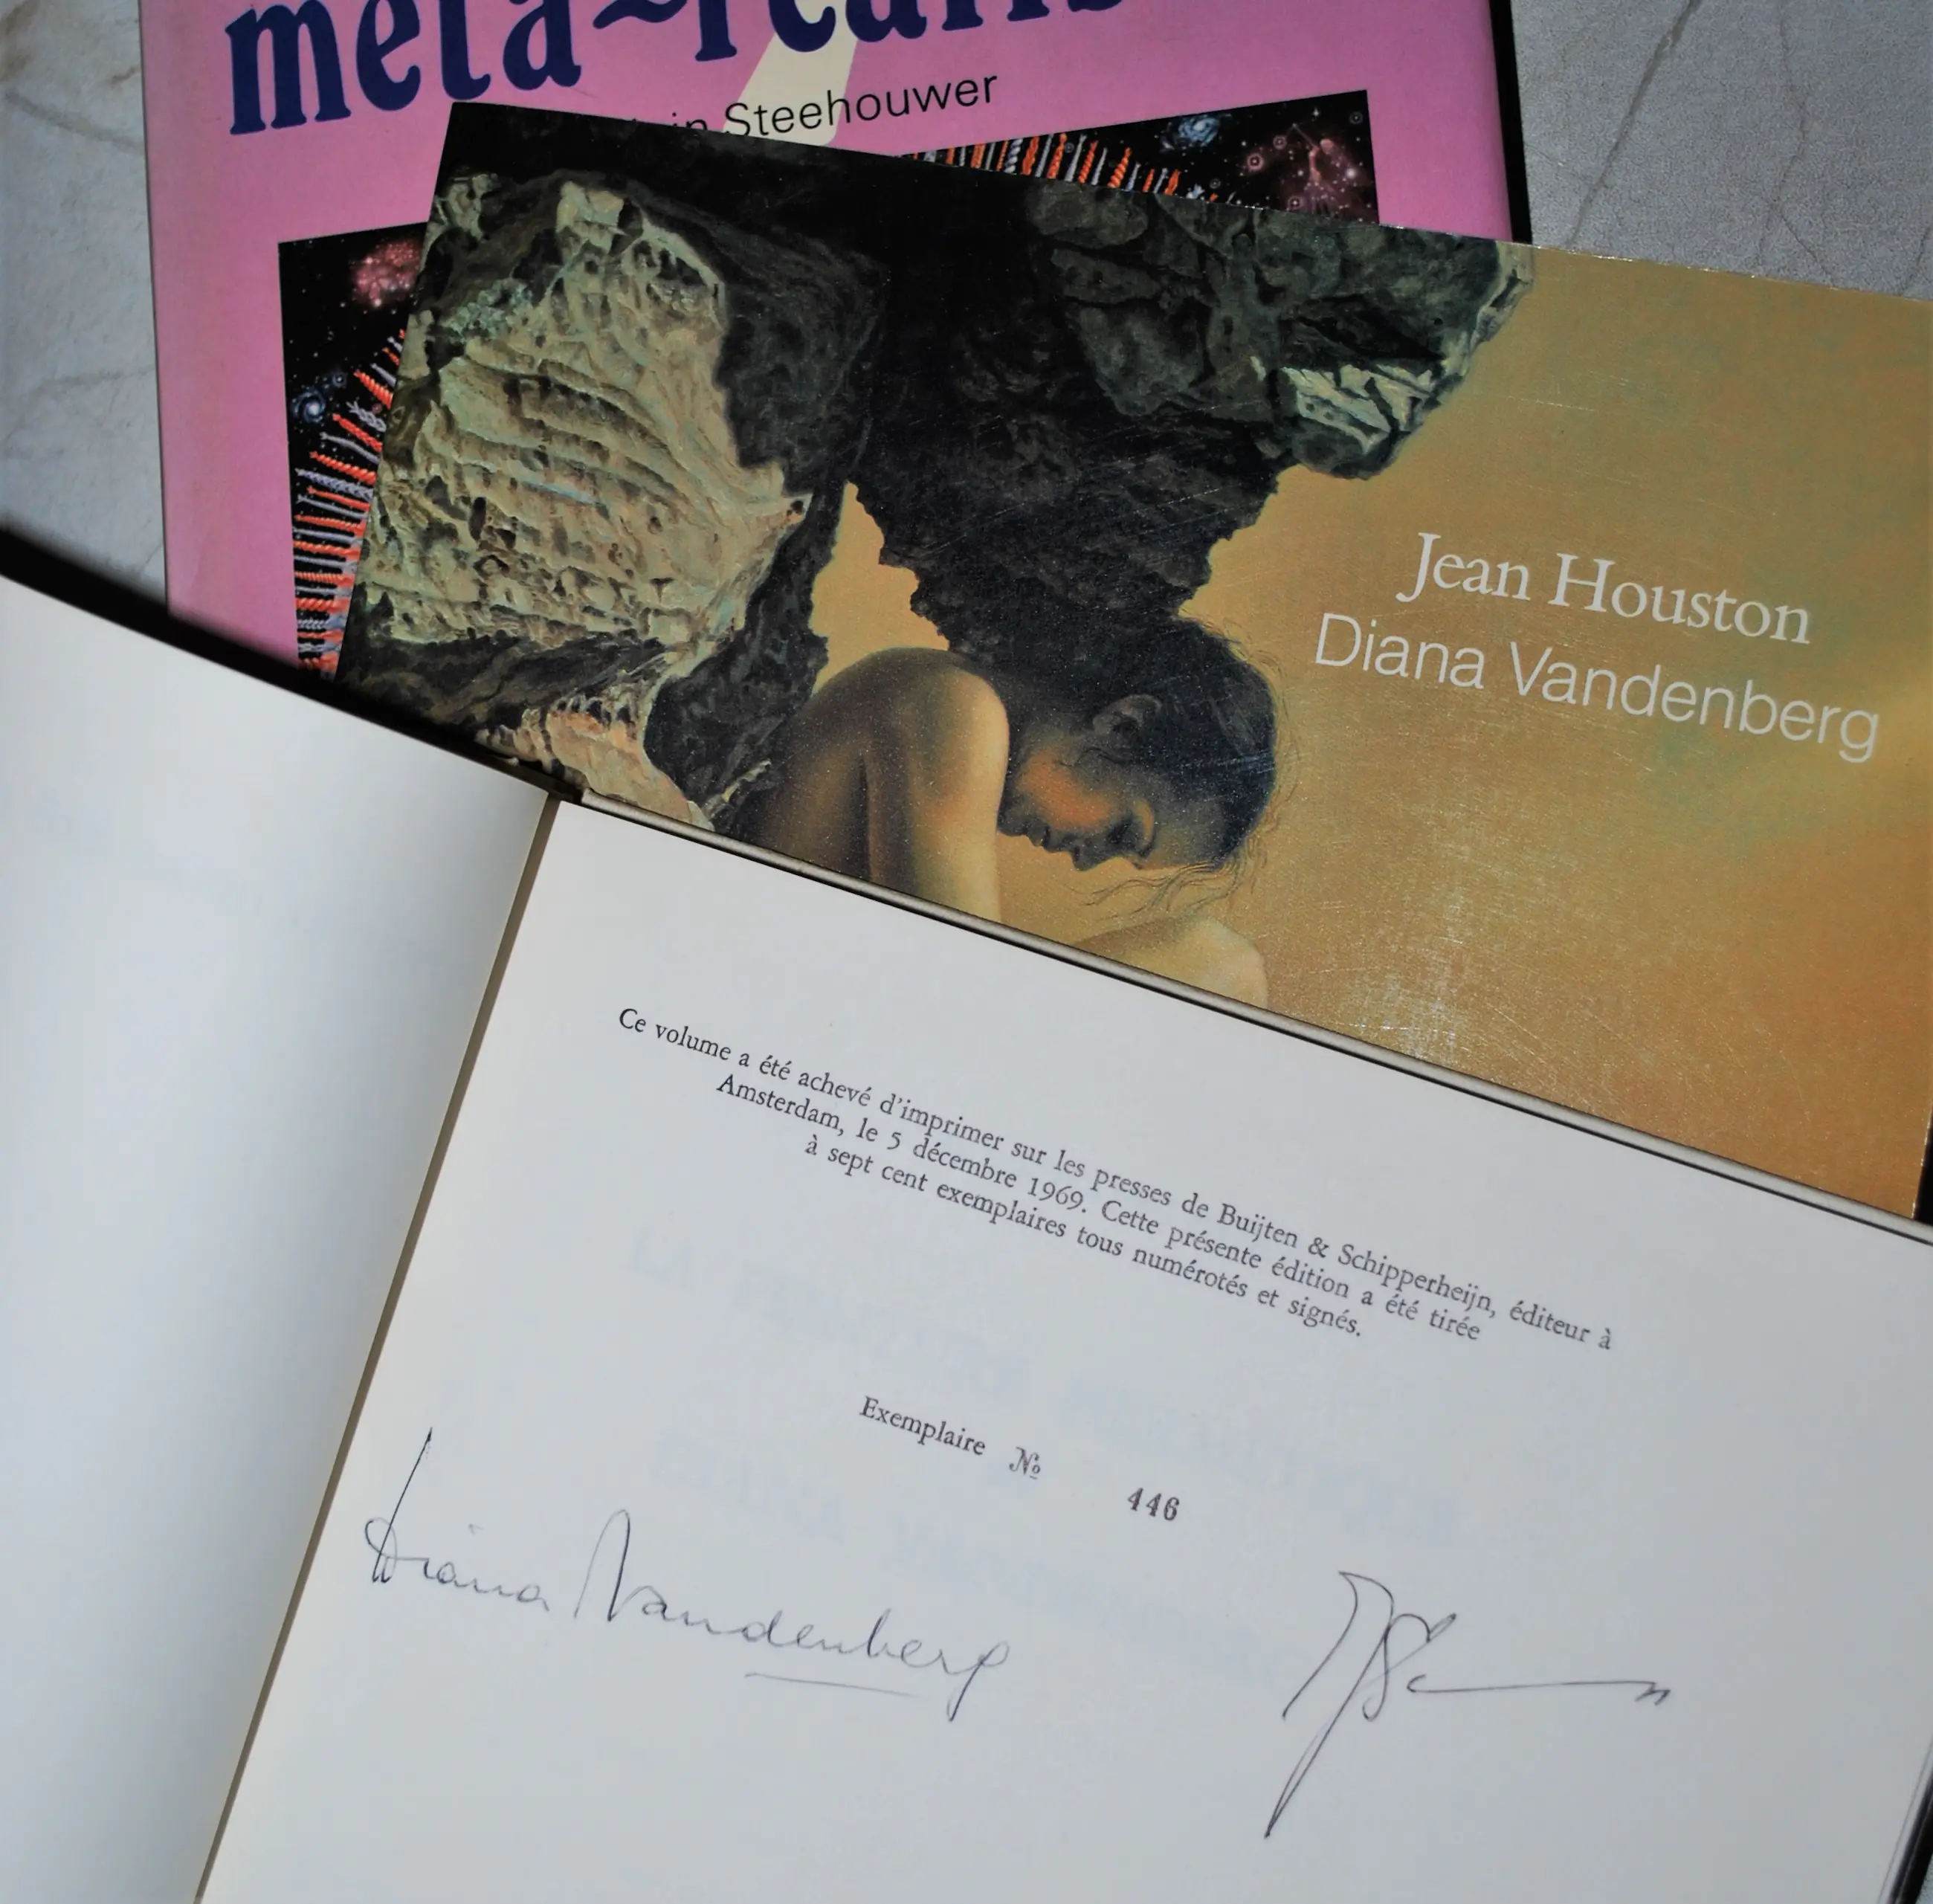 Steehouwer
Jean Houston
Diana Vandenberg
Ce volume a été achevé d'imprimer sur les presses de Buijten & Schipperheijn, éditeur à
Amsterdam, le 5 décembre 1969. Cette présente édition a été tirée
à sept cent exemplaires tous numérotés et signés.
Exemplaire № 446
Diana Vandenberg